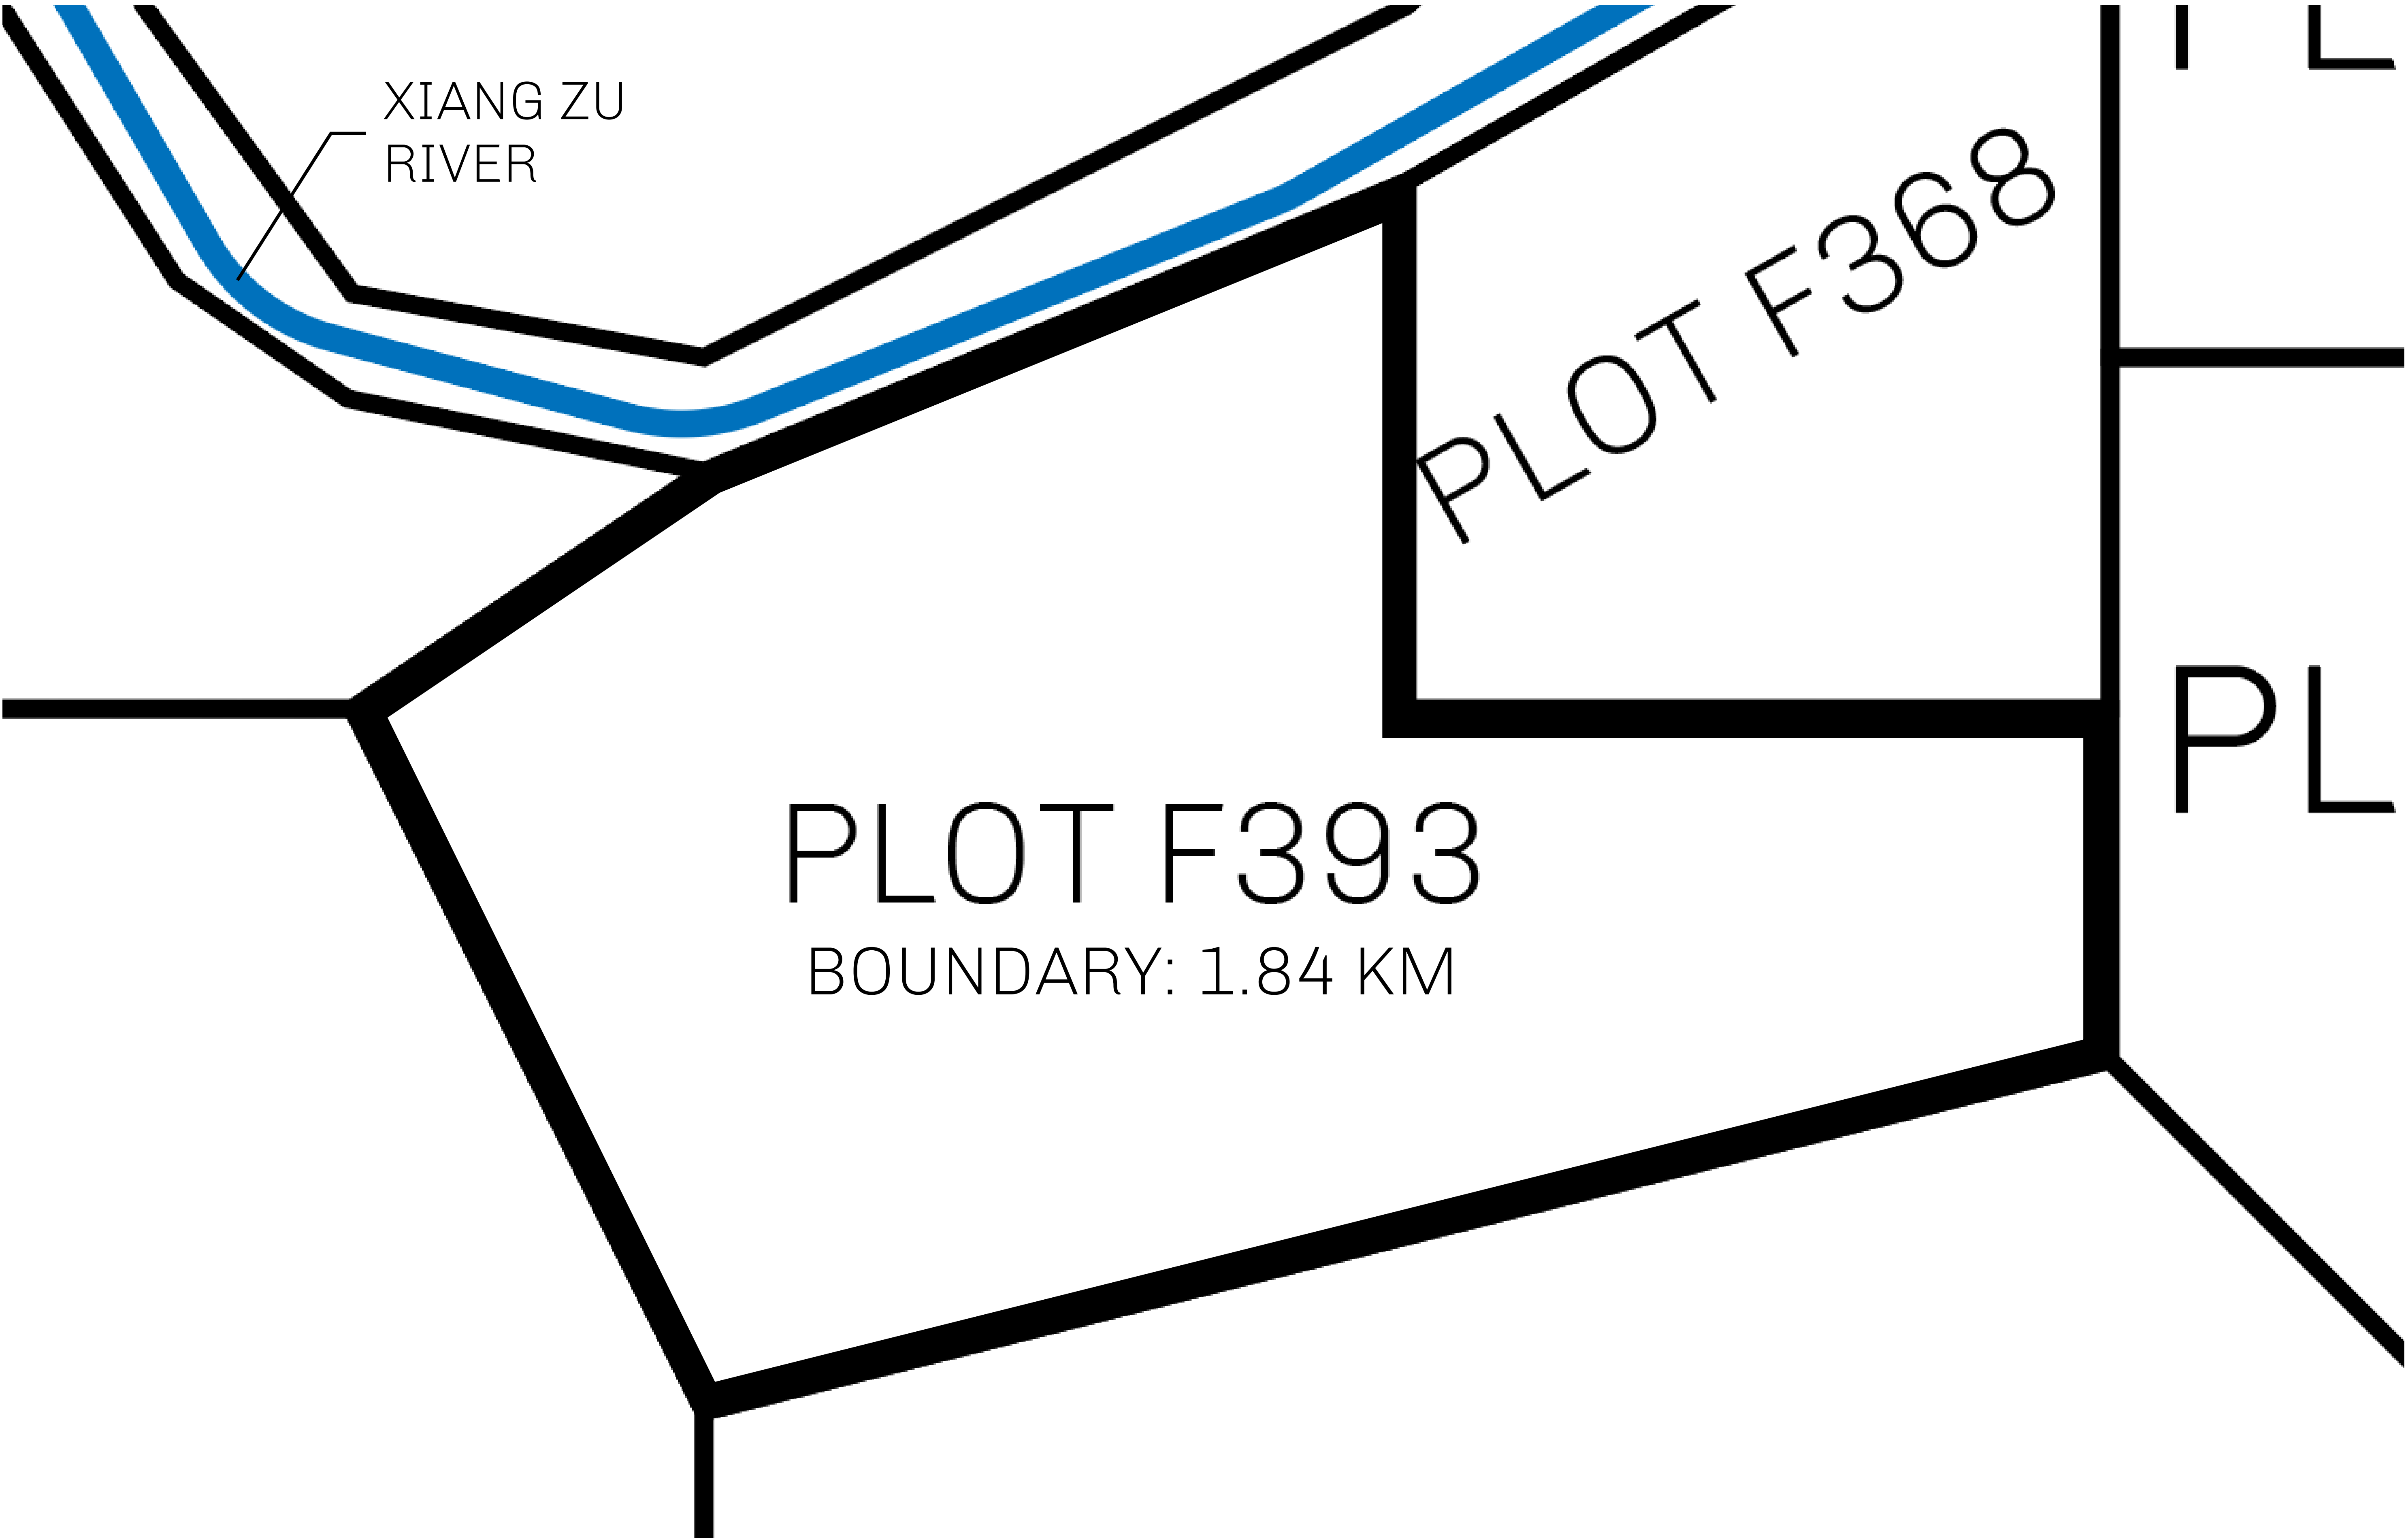 XIANG ZU
RIVER
PLOT F368
PL
PLOT F393
BOUNDARY: 1.84 KM